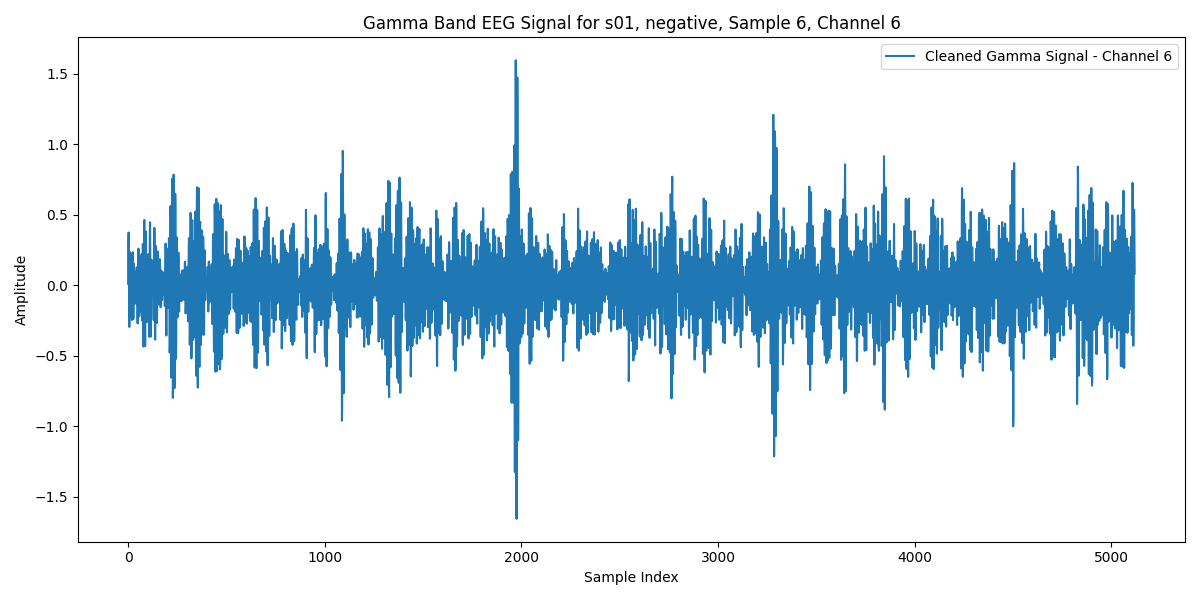 Gamma Band EEG Signal for s01, negative, Sample 6, Channel 6
Cleaned Gamma Signal - Channel 6
Amplitude
1.5
1.0
0.5
0.0
−0.5
−1.0
−1.5
0 1000 2000 3000 4000 5000
Sample Index